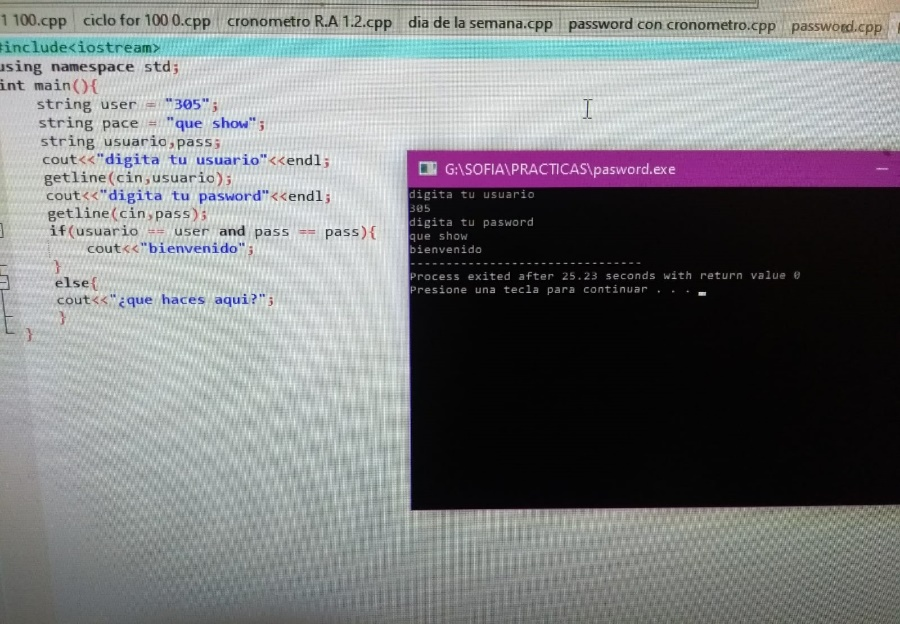 1 100.cpp ciclo for 100 0.cpp cronometro R.A 1.2.cpp dia de la semana.cpp password con cronometro.cpp password.cpp
#include<iostream>
using namespace std;
int main(){
string user = "305";
string pace = "que show";
string usuario,pass;
cout<<"digita tu usuario"<<endl;
getline(cin,usuario);
cout<<"digita tu pasword"<<endl;
getline(cin,pass);
if(usuario == user and pass == pass){
cout<<"bienvenido";
}
else{
cout<<"¿que haces aqui?";
}
}
G:\SOFIA\PRACTICAS\pasword.exe
digita tu usuario
305
digita tu pasword
que show
bienvenido
--------------------------------
Process exited after 25.23 seconds with return value 0
Presione una tecla para continuar . . .